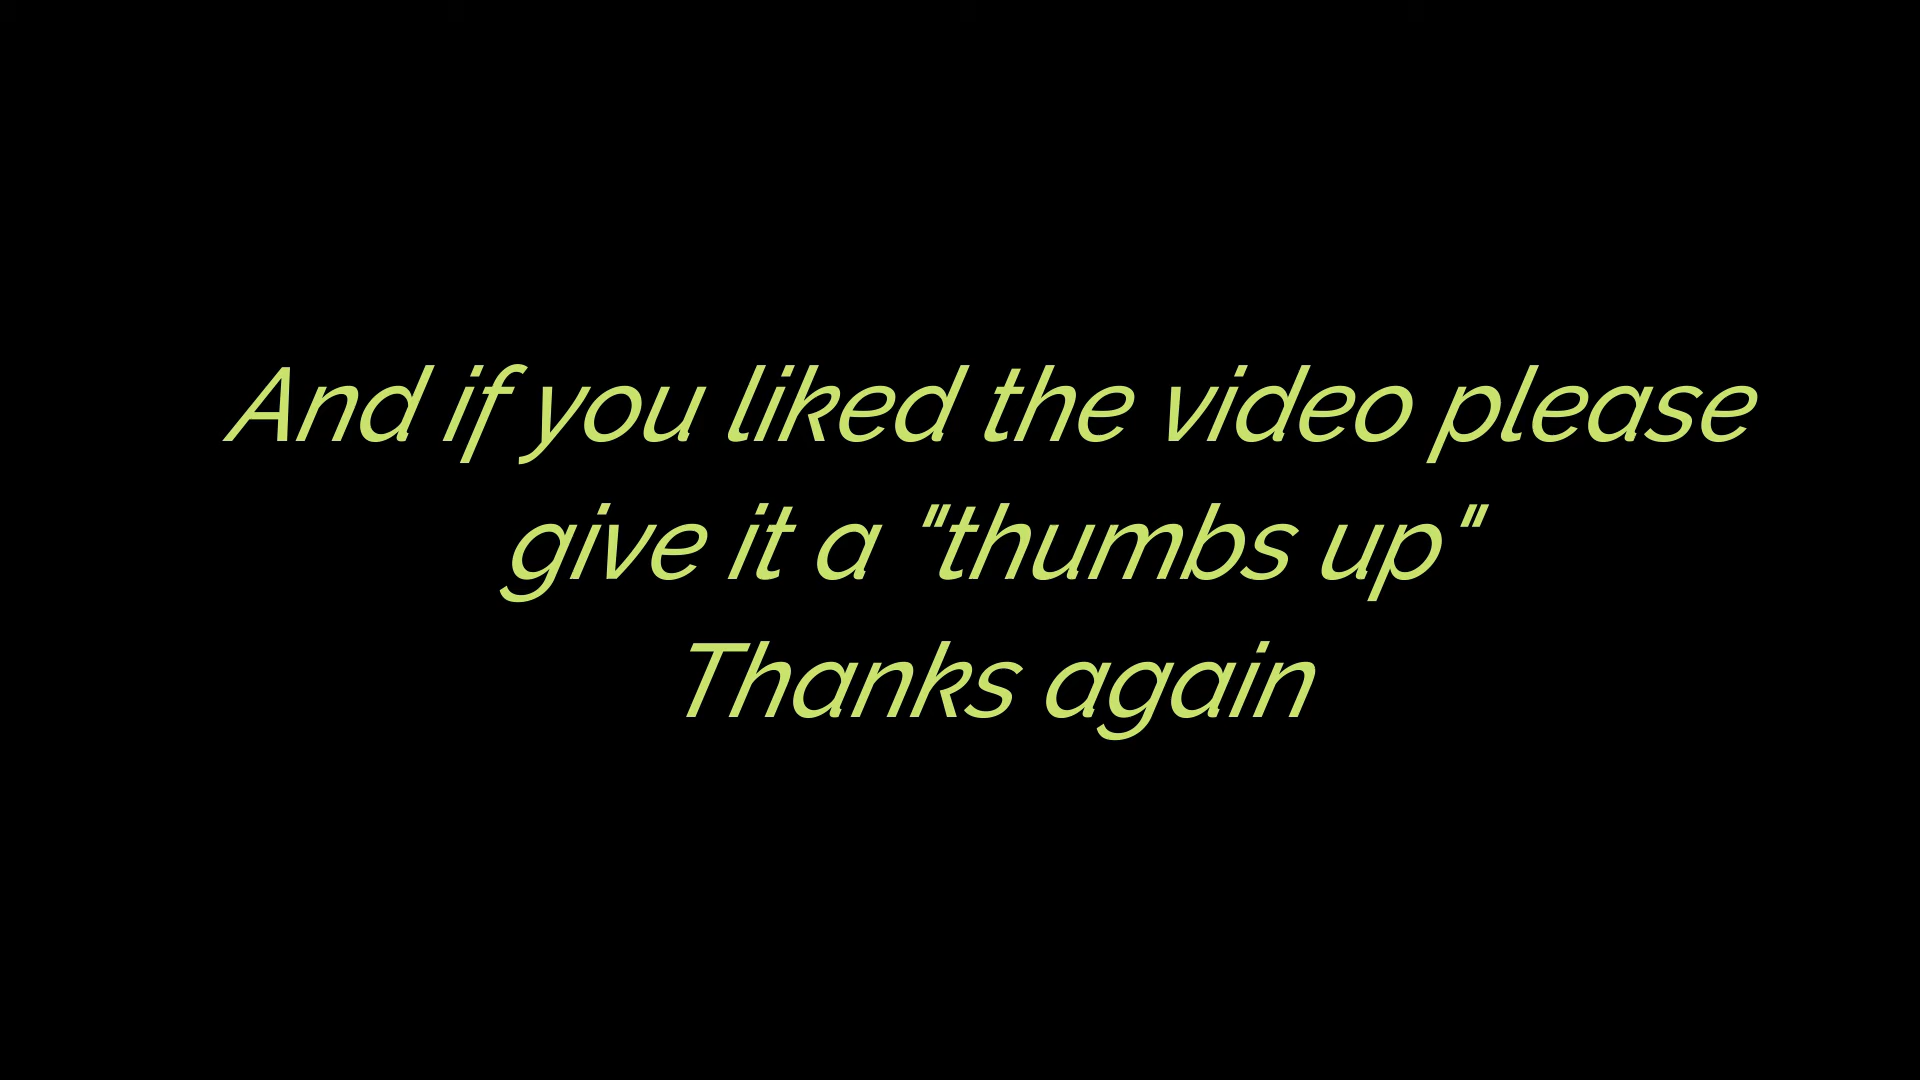 And if you liked the video please
give it a "thumbs up"
Thanks again